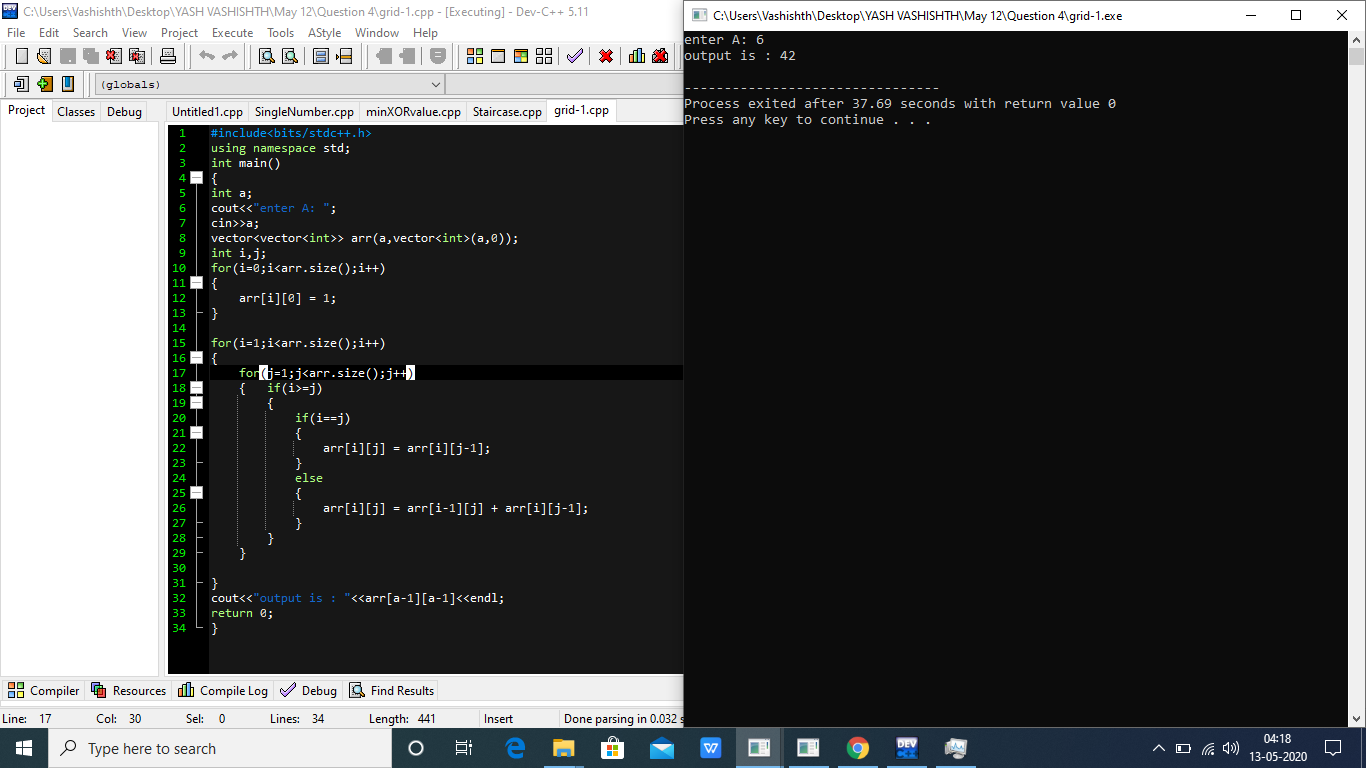 C:\Users\Vashishth\Desktop\YASH VASHISHTH\May 12\Question 4\grid-1.cpp - [Executing] - Dev-C++ 5.11
File Edit Search View Project Execute Tools AStyle Window Help
(globals)
Project Classes Debug
Untitled1.cpp SingleNumber.cpp minXORvalue.cpp Staircase.cpp grid-1.cpp
1 #include<bits/stdc++.h>
2 using namespace std;
3 int main()
4 {
5 int a;
6 cout<<"enter A: ";
7 cin>>a;
8 vector<vector<int>> arr(a,vector<int>(a,0));
9 int i,j;
10 for(i=0;i<arr.size();i++)
11 {
12     arr[i][0] = 1;
13 }
14
15 for(i=1;i<arr.size();i++)
16 {
17     for(j=1;j<arr.size();j++)
18     {   if(i>=j)
19         {
20             if(i==j)
21             {
22                 arr[i][j] = arr[i][j-1];
23             }
24             else
25             {
26                 arr[i][j] = arr[i-1][j] + arr[i][j-1];
27             }
28         }
29     }
30
31 }
32 cout<<"output is : "<<arr[a-1][a-1]<<endl;
33 return 0;
34 }
Compiler Resources Compile Log Debug Find Results
Line: 17 Col: 30 Sel: 0 Lines: 34 Length: 441 Insert Done parsing in 0.032 s
C:\Users\Vashishth\Desktop\YASH VASHISHTH\May 12\Question 4\grid-1.exe
enter A: 6
output is : 42
--------------------------------
Process exited after 37.69 seconds with return value 0
Press any key to continue . . .
Type here to search
DEV
04:18
13-05-2020